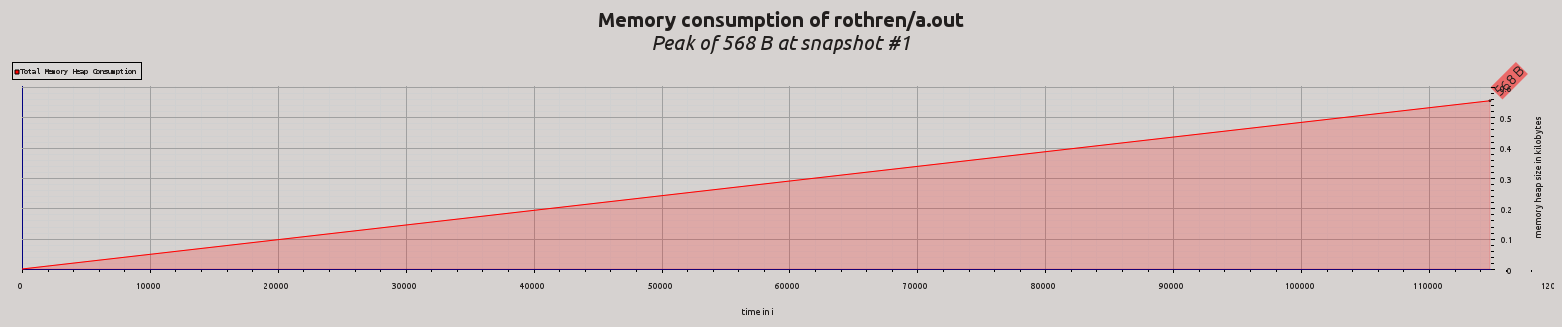 Memory consumption of rothren/a.out
Peak of 568 B at snapshot #1
Total Memory Heap Consumption
568 B
0.5
0.4
0.3
0.2
0.1
0
memory heap size in kilobytes
0 10000 20000 30000 40000 50000 60000 70000 80000 90000 100000 110000 120
time in i